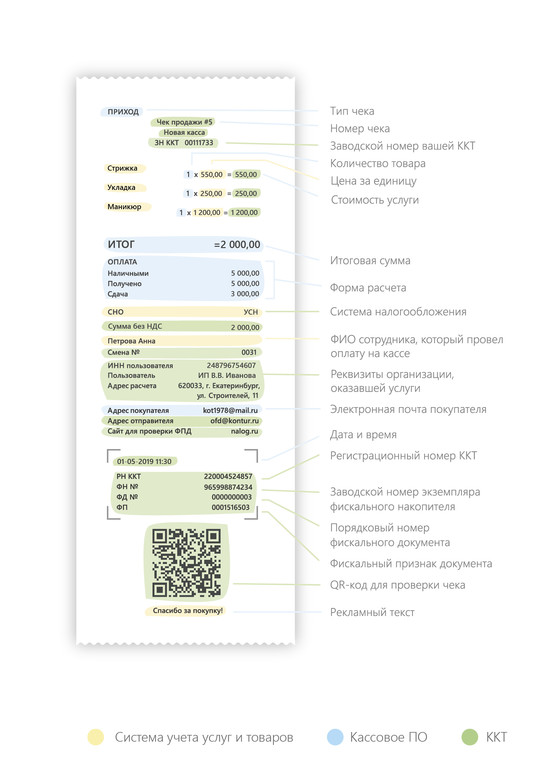 ПРИХОД
Чек продажи #5
Новая касса
ЗН ККТ 00111733
Стрижка
1 x 550,00 = 550,00
Укладка
1 x 250,00 = 250,00
Маникюр
1 x 1 200,00 = 1 200,00
ИТОГ =2 000,00
ОПЛАТА
Наличными 5 000,00
Получено 5 000,00
Сдача 3 000,00
СНО УСН
Сумма без НДС 2 000,00
Петрова Анна
Смена № 0031
ИНН пользователя 248796754607
Пользователь ИП В.В. Иванова
Адрес расчета 620033, г. Екатеринбург,
ул. Строителей, 11
Адрес покупателя kot1978@mail.ru
Адрес отправителя ofd@kontur.ru
Сайт для проверки ФПД nalog.ru
01-05-2019 11:30
РН ККТ 220004524857
ФН № 965998874234
ФД № 0000000003
ФП 0001516503
Спасибо за покупку!
Тип чека
Номер чека
Заводской номер вашей ККТ
Количество товара
Цена за единицу
Стоимость услуги
Итоговая сумма
Форма расчета
Система налогообложения
ФИО сотрудника, который провел
оплату на кассе
Реквизиты организации,
оказавшей услуги
Электронная почта покупателя
Дата и время
Регистрационный номер ККТ
Заводской номер экземпляра
фискального накопителя
Порядковый номер
фискального документа
Фискальный признак документа
QR-код для проверки чека
Рекламный текст
Система учета услуг и товаров
Кассовое ПО
ККТ